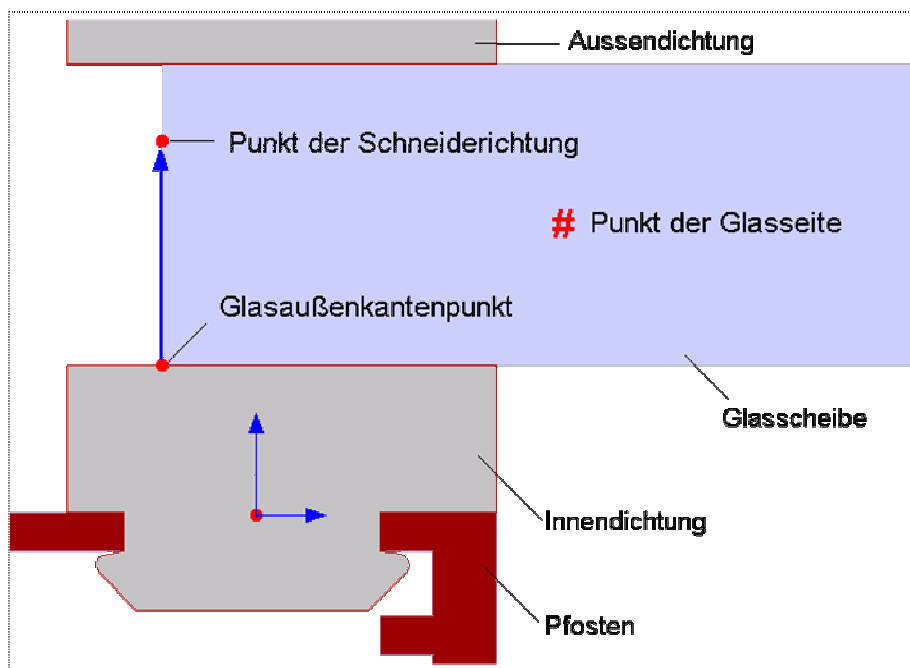 Aussendichtung
Punkt der Schneiderichtung
# Punkt der Glasseite
Glasaußenkantenpunkt
Glasscheibe
Innendichtung
Pfosten